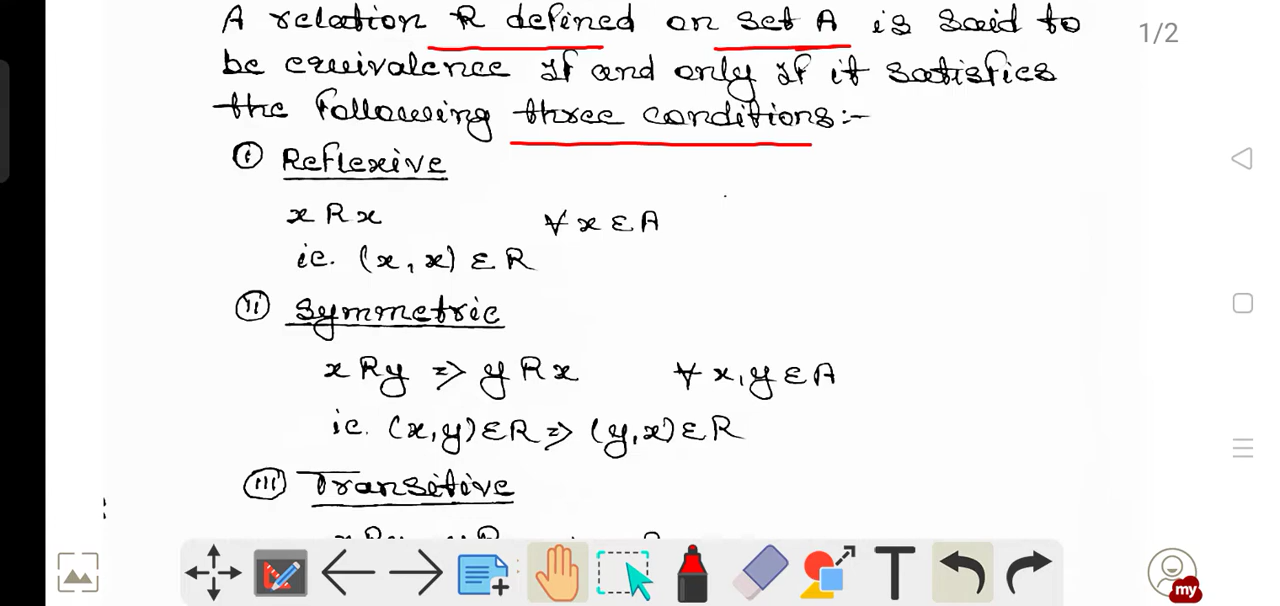 A relation R defined on set A is said to
1/2
be equivalence If and only If it satisfies
the following three conditions:-
(i) Reflexive
x R x ∀ x ε A
ie. (x, x) ε R
(ii) Symmetric
x R y => y R x ∀ x, y ε A
ie. (x, y) ε R => (y, x) ε R
(iii) Transitive
T
my